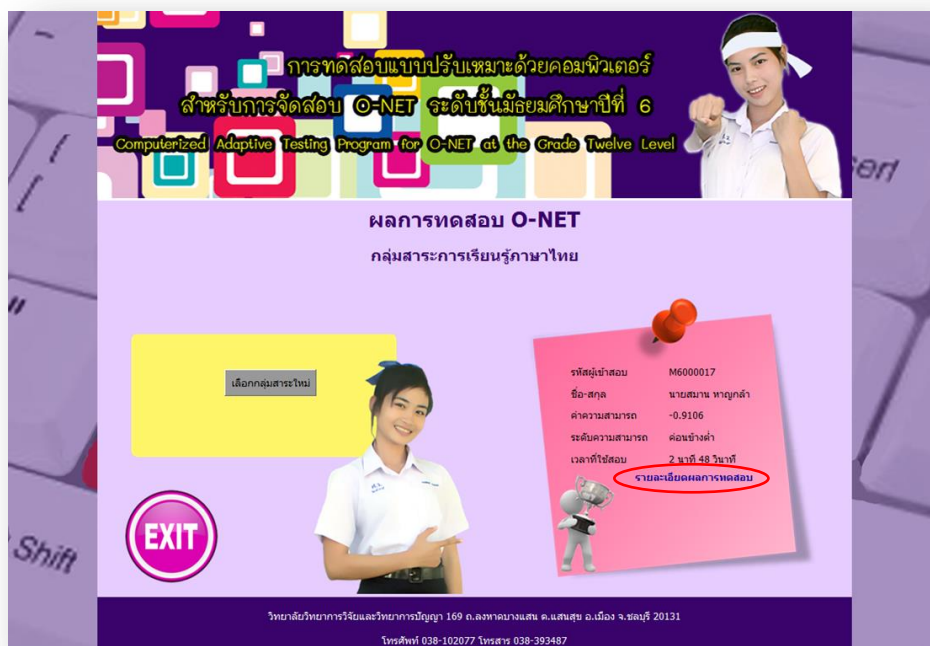 การทดสอบแบบปรับเหมาะด้วยคอมพิวเตอร์
สำหรับการจัดสอบ O-NET ระดับชั้นมัธยมศึกษาปีที่ 6
Computerized Adaptive Testing Program for O-NET at the Grade Twelve Level
ผลการทดสอบ O-NET
กลุ่มสาระการเรียนรู้ภาษาไทย
เลือกกลุ่มสาระใหม่
รหัสผู้เข้าสอบ M6000017
ชื่อ-สกุล นายสมาน หาญกล้า
ค่าความสามารถ -0.9106
ระดับความสามารถ ค่อนข้างต่ำ
เวลาที่ใช้สอบ 2 นาที 48 วินาที
รายละเอียดผลการทดสอบ
EXIT
Shift
วิทยาลัยวิทยาการวิจัยและวิทยาการปัญญา 169 ถ.ลงหาดบางแสน ต.แสนสุข อ.เมือง จ.ชลบุรี 20131
โทรศัพท์ 038-102077 โทรสาร 038-393487